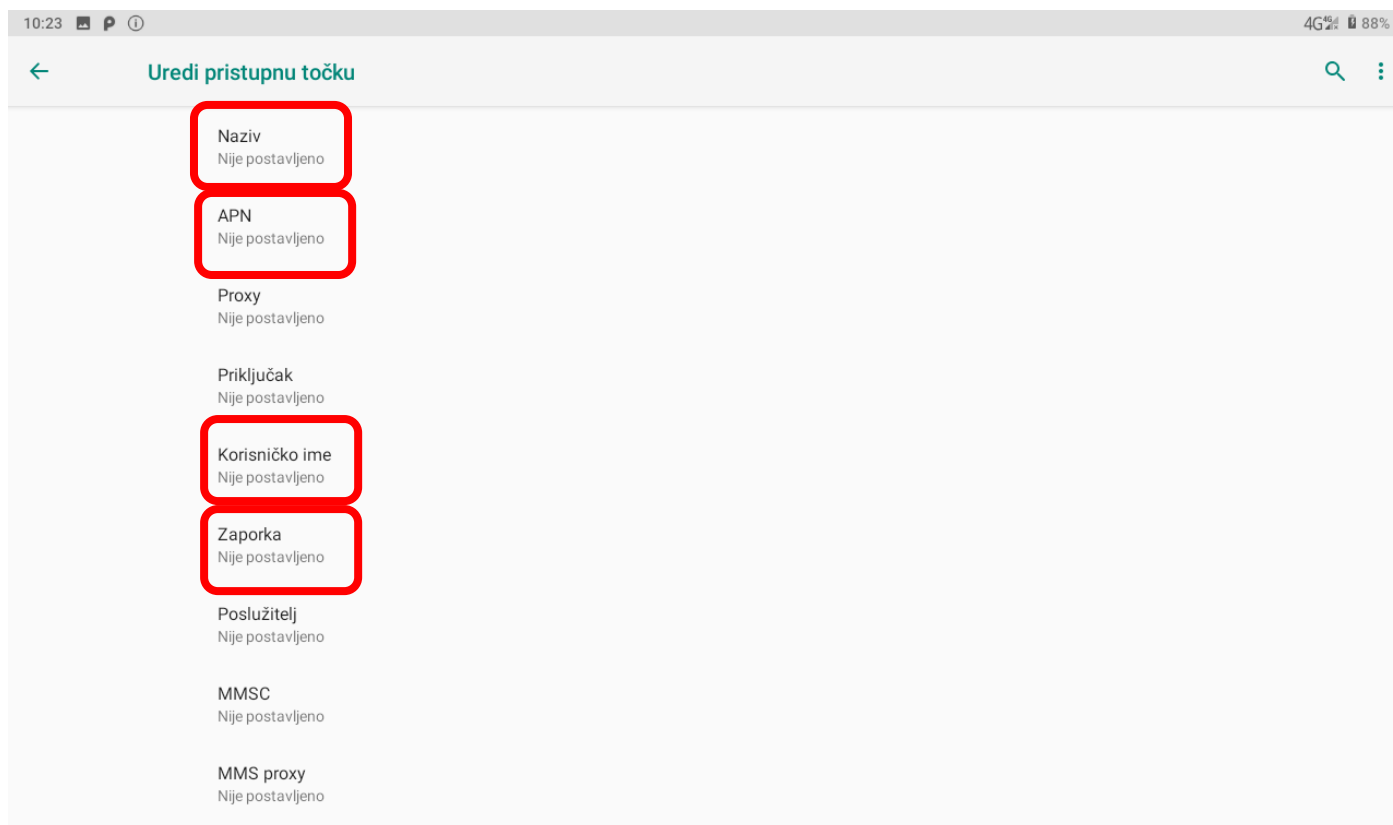 10:23 4G 4G 88%
Uredi pristupnu točku
Naziv
Nije postavljeno
APN
Nije postavljeno
Proxy
Nije postavljeno
Priključak
Nije postavljeno
Korisničko ime
Nije postavljeno
Zaporka
Nije postavljeno
Poslužitelj
Nije postavljeno
MMSC
Nije postavljeno
MMS proxy
Nije postavljeno